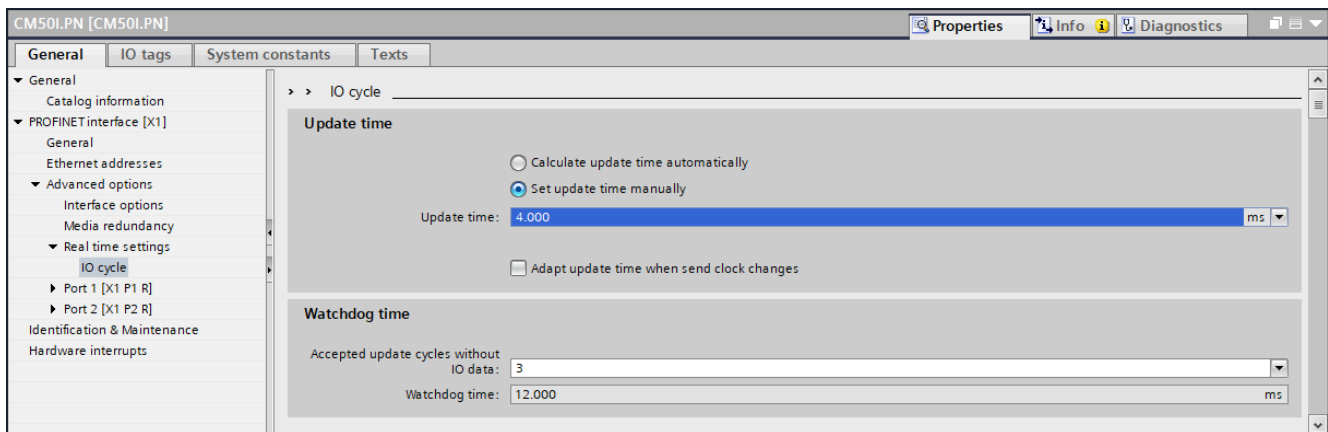 CM50I.PN [CM50I.PN]
Properties
Info
Diagnostics
General
IO tags
System constants
Texts
General
Catalog information
PROFINET interface [X1]
General
Ethernet addresses
Advanced options
Interface options
Media redundancy
Real time settings
IO cycle
Port 1 [X1 P1 R]
Port 2 [X1 P2 R]
Identification & Maintenance
Hardware interrupts
> > IO cycle
Update time
Calculate update time automatically
Set update time manually
Update time: 4.000 ms
Adapt update time when send clock changes
Watchdog time
Accepted update cycles without
IO data: 3
Watchdog time: 12.000 ms